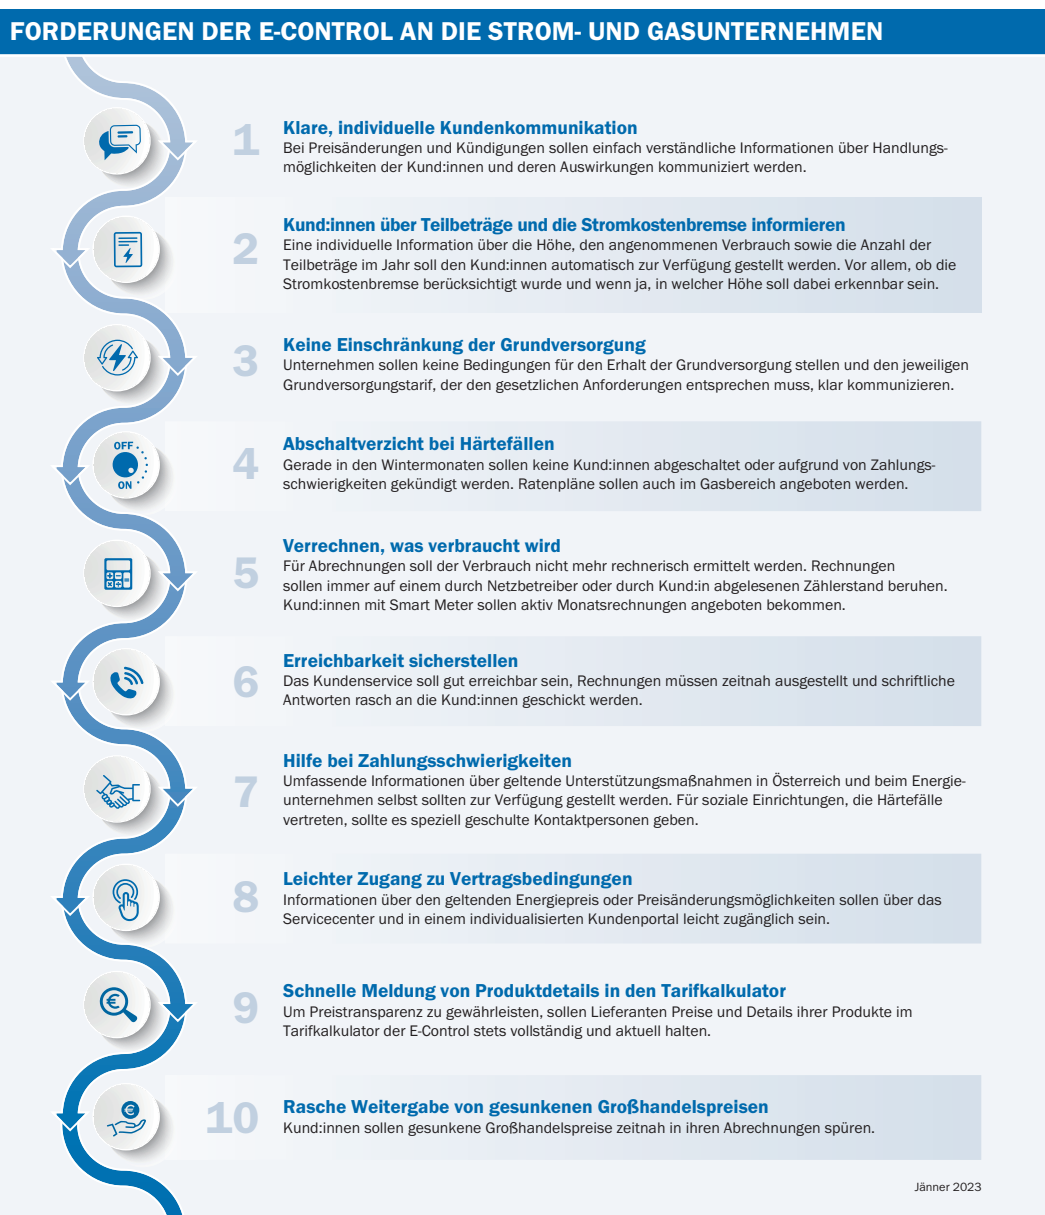 FORDERUNGEN DER E-CONTROL AN DIE STROM- UND GASUNTERNEHMEN
1
Klare, individuelle Kundenkommunikation
Bei Preisänderungen und Kündigungen sollen einfach verständliche Informationen über Handlungs-
möglichkeiten der Kund:innen und deren Auswirkungen kommuniziert werden.
2
Kund:innen über Teilbeträge und die Stromkostenbremse informieren
Eine individuelle Information über die Höhe, den angenommenen Verbrauch sowie die Anzahl der
Teilbeträge im Jahr soll den Kund:innen automatisch zur Verfügung gestellt werden. Vor allem, ob die
Stromkostenbremse berücksichtigt wurde und wenn ja, in welcher Höhe soll dabei erkennbar sein.
3
Keine Einschränkung der Grundversorgung
Unternehmen sollen keine Bedingungen für den Erhalt der Grundversorgung stellen und den jeweiligen
Grundversorgungstarif, der den gesetzlichen Anforderungen entsprechen muss, klar kommunizieren.
OFF
ON
4
Abschaltverzicht bei Härtefällen
Gerade in den Wintermonaten sollen keine Kund:innen abgeschaltet oder aufgrund von Zahlungs-
schwierigkeiten gekündigt werden. Ratenpläne sollen auch im Gasbereich angeboten werden.
5
Verrechnen, was verbraucht wird
Für Abrechnungen soll der Verbrauch nicht mehr rechnerisch ermittelt werden. Rechnungen
sollen immer auf einem durch Netzbetreiber oder durch Kund:in abgelesenen Zählerstand beruhen.
Kund:innen mit Smart Meter sollen aktiv Monatsrechnungen angeboten bekommen.
6
Erreichbarkeit sicherstellen
Das Kundenservice soll gut erreichbar sein, Rechnungen müssen zeitnah ausgestellt und schriftliche
Antworten rasch an die Kund:innen geschickt werden.
7
Hilfe bei Zahlungsschwierigkeiten
Umfassende Informationen über geltende Unterstützungsmaßnahmen in Österreich und beim Energie-
unternehmen selbst sollten zur Verfügung gestellt werden. Für soziale Einrichtungen, die Härtefälle
vertreten, sollte es speziell geschulte Kontaktpersonen geben.
8
Leichter Zugang zu Vertragsbedingungen
Informationen über den geltenden Energiepreis oder Preisänderungsmöglichkeiten sollen über das
Servicecenter und in einem individualisierten Kundenportal leicht zugänglich sein.
€
9
Schnelle Meldung von Produktdetails in den Tarifkalkulator
Um Preistransparenz zu gewährleisten, sollen Lieferanten Preise und Details ihrer Produkte im
Tarifkalkulator der E-Control stets vollständig und aktuell halten.
€
10
Rasche Weitergabe von gesunkenen Großhandelspreisen
Kund:innen sollen gesunkene Großhandelspreise zeitnah in ihren Abrechnungen spüren.
Jänner 2023